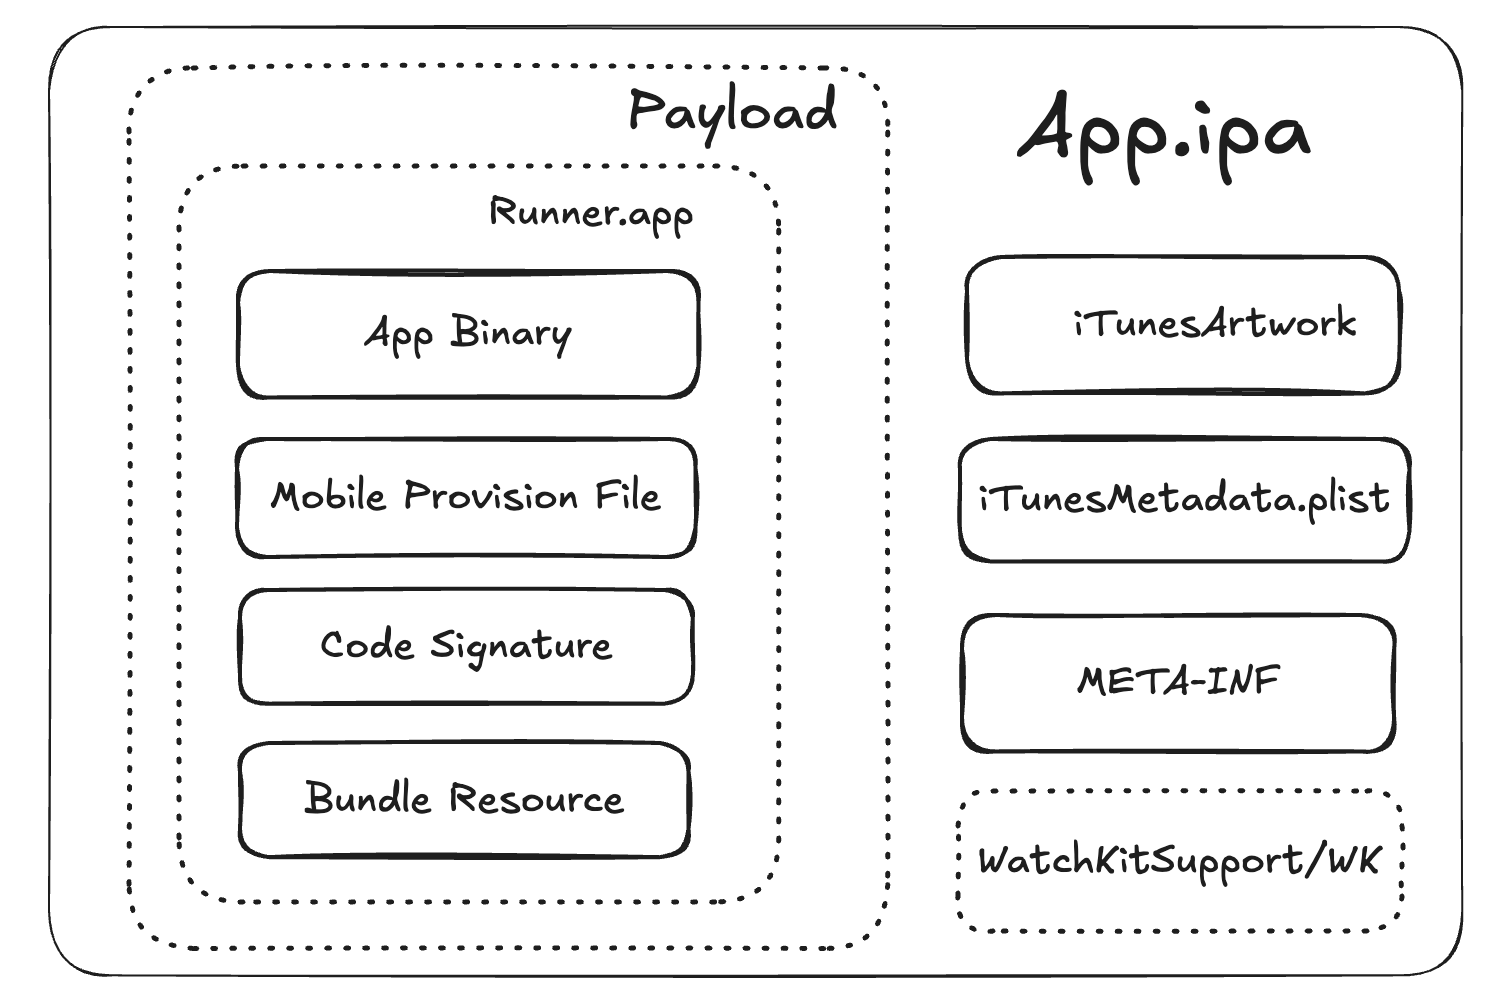 Payload
App.ipa
Runner.app
App Binary
Mobile Provision File
Code Signature
Bundle Resource
iTunesArtwork
iTunesMetadata.plist
META-INF
WatchKitSupport/WK